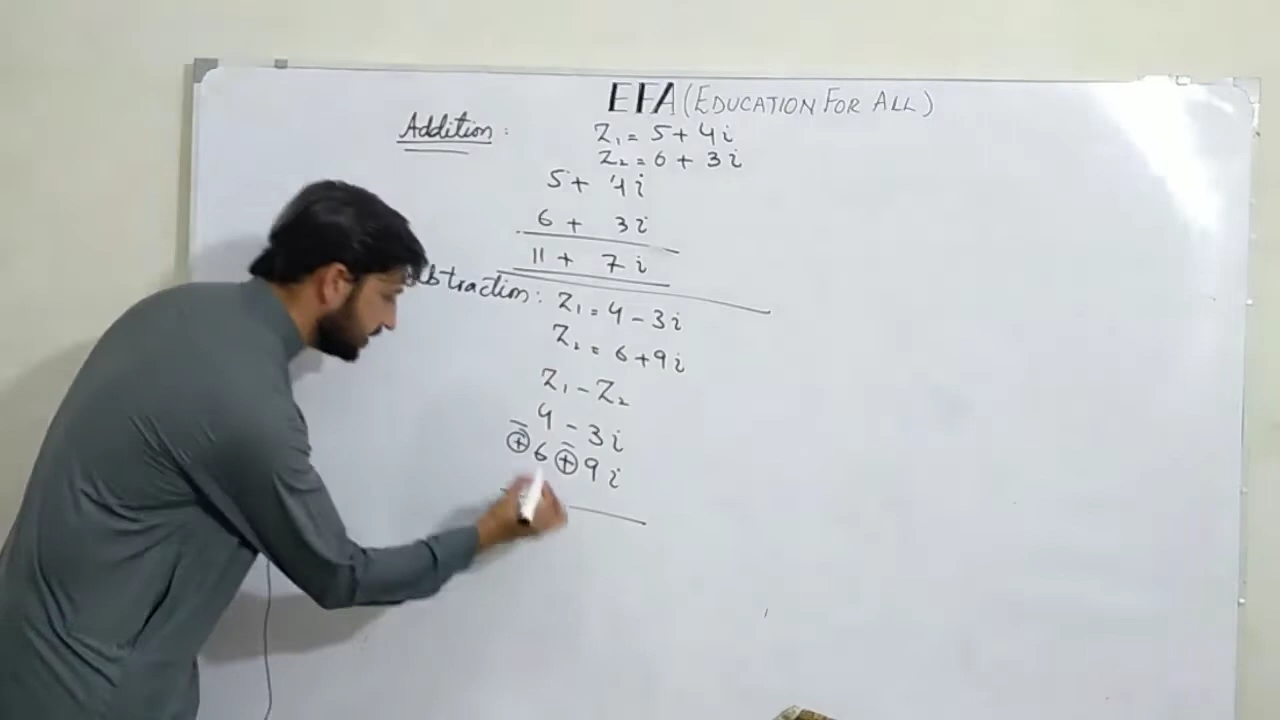 EFA (EDUCATION FOR ALL)
Addition :
Z₁ = 5 + 4i
Z₂ = 6 + 3i
5 + 4i
6 + 3i
11 + 7i
Z₁ = 4 - 3i
Z₂ = 6 + 9i
Z₁ - Z₂
4 - 3i
- -
⊕ 6 ⊕ 9i